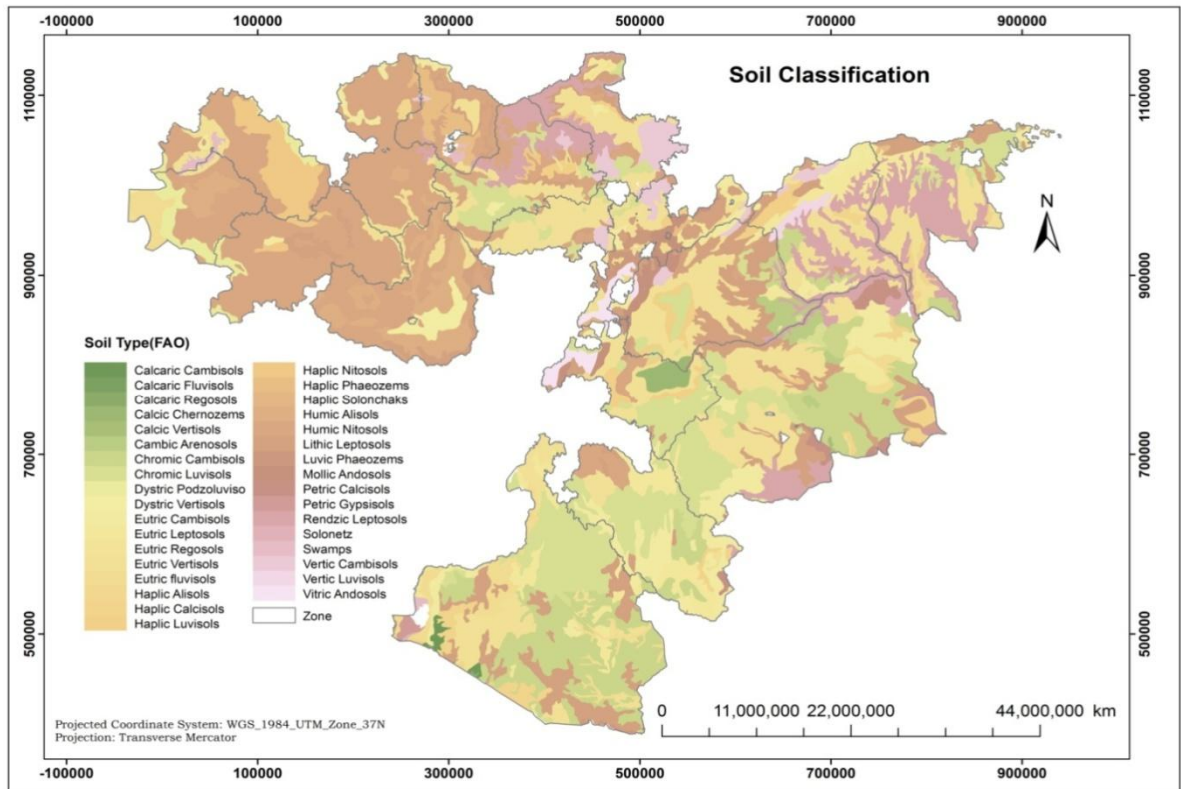 -100000 100000 300000 500000 700000 900000
Soil Classification
1100000 1100000
N
900000 900000
Soil Type(FAO)
Calcaric Cambisols
Calcaric Fluvisols
Calcaric Regosols
Calcic Chernozems
Calcic Vertisols
Cambic Arenosols
Chromic Cambisols
Chromic Luvisols
Dystric Podzoluviso
Dystric Vertisols
Eutric Cambisols
Eutric Leptosols
Eutric Regosols
Eutric Vertisols
Eutric fluvisols
Haplic Alisols
Haplic Calcisols
Haplic Luvisols
Haplic Nitosols
Haplic Phaeozems
Haplic Solonchaks
Humic Alisols
Humic Nitosols
Lithic Leptosols
Luvic Phaeozems
Mollic Andosols
Petric Calcisols
Petric Gypsisols
Rendzic Leptosols
Solonetz
Swamps
Vertic Cambisols
Vertic Luvisols
Vitric Andosols
Zone
700000 700000
500000 500000
0 11,000,000 22,000,000 44,000,000 km
Projected Coordinate System: WGS_1984_UTM_Zone_37N
Projection: Transverse Mercator
-100000 100000 300000 500000 700000 900000